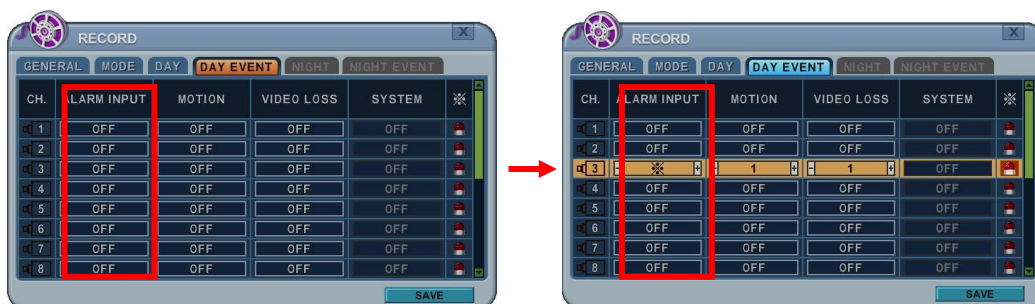 RECORD X
GENERAL MODE DAY DAY EVENT NIGHT NIGHT EVENT
CH. ALARM INPUT MOTION VIDEO LOSS SYSTEM ※
1 OFF OFF OFF OFF
2 OFF OFF OFF OFF
3 OFF OFF OFF OFF
4 OFF OFF OFF OFF
5 OFF OFF OFF OFF
6 OFF OFF OFF OFF
7 OFF OFF OFF OFF
8 OFF OFF OFF OFF
SAVE
RECORD X
GENERAL MODE DAY DAY EVENT NIGHT NIGHT EVENT
CH. ALARM INPUT MOTION VIDEO LOSS SYSTEM ※
1 OFF OFF OFF OFF
2 OFF OFF OFF OFF
3 - ※ + - 1 + - 1 + OFF
4 OFF OFF OFF OFF
5 OFF OFF OFF OFF
6 OFF OFF OFF OFF
7 OFF OFF OFF OFF
8 OFF OFF OFF OFF
SAVE